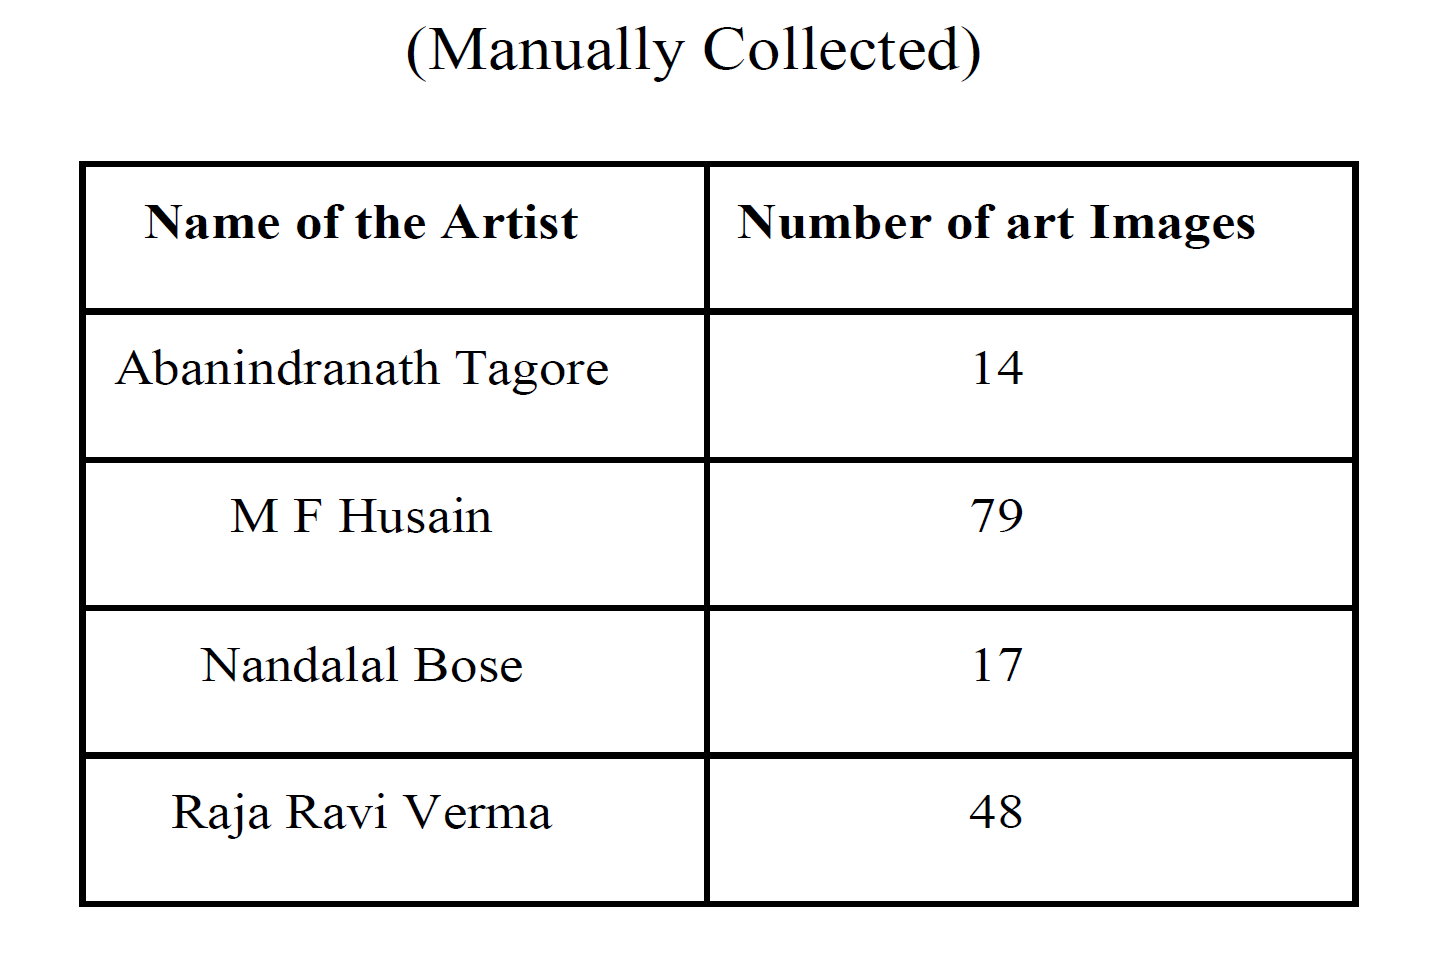 (Manually Collected)
Name of the Artist Number of art Images
Abanindranath Tagore 14
M F Husain 79
Nandalal Bose 17
Raja Ravi Verma 48